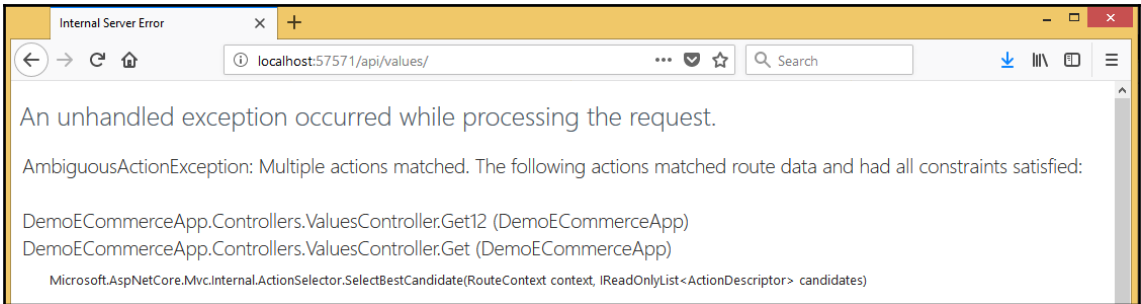 Internal Server Error
localhost:57571/api/values/
Search
An unhandled exception occurred while processing the request.
AmbiguousActionException: Multiple actions matched. The following actions matched route data and had all constraints satisfied:
DemoECommerceApp.Controllers.ValuesController.Get12 (DemoECommerceApp)
DemoECommerceApp.Controllers.ValuesController.Get (DemoECommerceApp)
Microsoft.AspNetCore.Mvc.Internal.ActionSelector.SelectBestCandidate(RouteContext context, IReadOnlyList<ActionDescriptor> candidates)